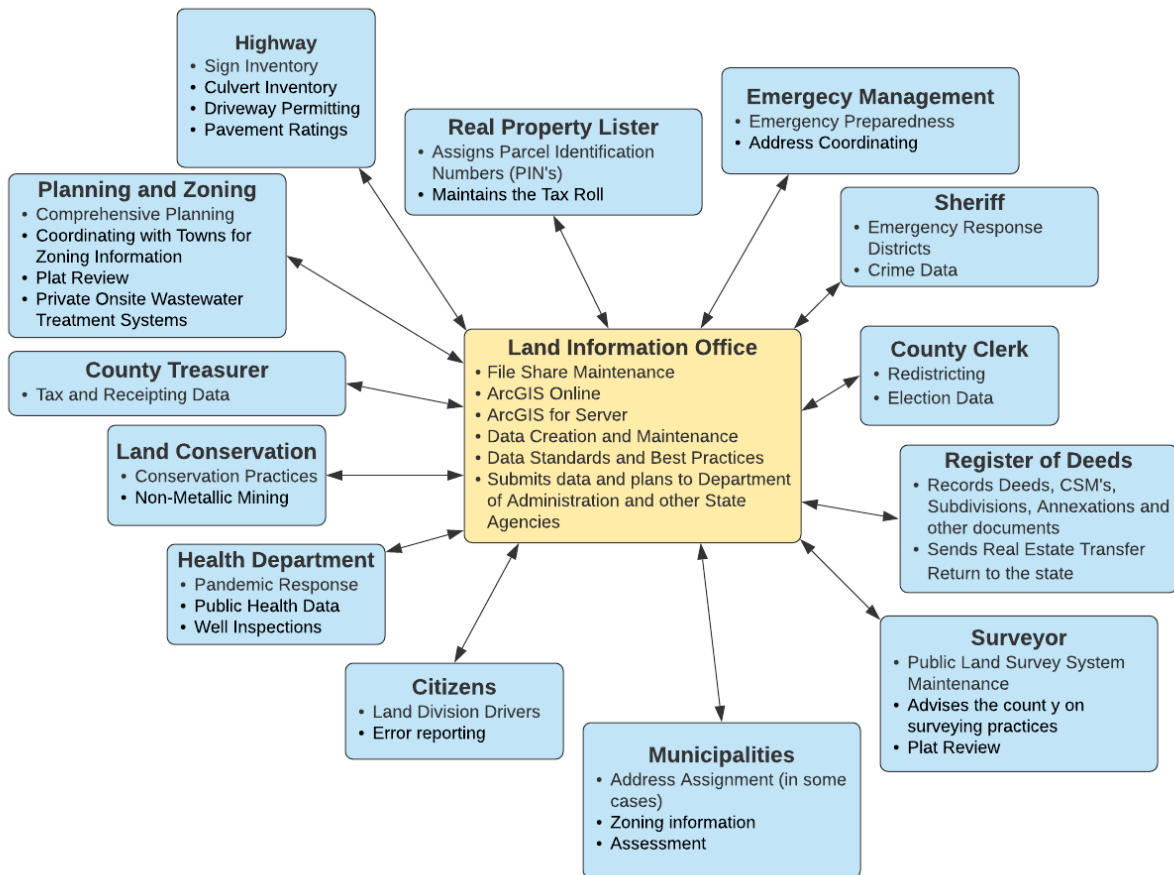 Highway
• Sign Inventory
• Culvert Inventory
• Driveway Permitting
• Pavement Ratings
Real Property Lister
• Assigns Parcel Identification
Numbers (PIN's)
• Maintains the Tax Roll
Emergecy Management
• Emergency Preparedness
• Address Coordinating
Planning and Zoning
• Comprehensive Planning
• Coordinating with Towns for
Zoning Information
• Plat Review
• Private Onsite Wastewater
Treatment Systems
Sheriff
• Emergency Response
Districts
• Crime Data
Land Information Office
• File Share Maintenance
• ArcGIS Online
• ArcGIS for Server
• Data Creation and Maintenance
• Data Standards and Best Practices
• Submits data and plans to Department
of Administration and other State
Agencies
County Treasurer
• Tax and Receipting Data
County Clerk
• Redistricting
• Election Data
Land Conservation
• Conservation Practices
• Non-Metallic Mining
Register of Deeds
• Records Deeds, CSM's,
Subdivisions, Annexations and
other documents
• Sends Real Estate Transfer
Return to the state
Health Department
• Pandemic Response
• Public Health Data
• Well Inspections
Surveyor
• Public Land Survey System
Maintenance
• Advises the count y on
surveying practices
• Plat Review
Citizens
• Land Division Drivers
• Error reporting
Municipalities
• Address Assignment (in some
cases)
• Zoning information
• Assessment